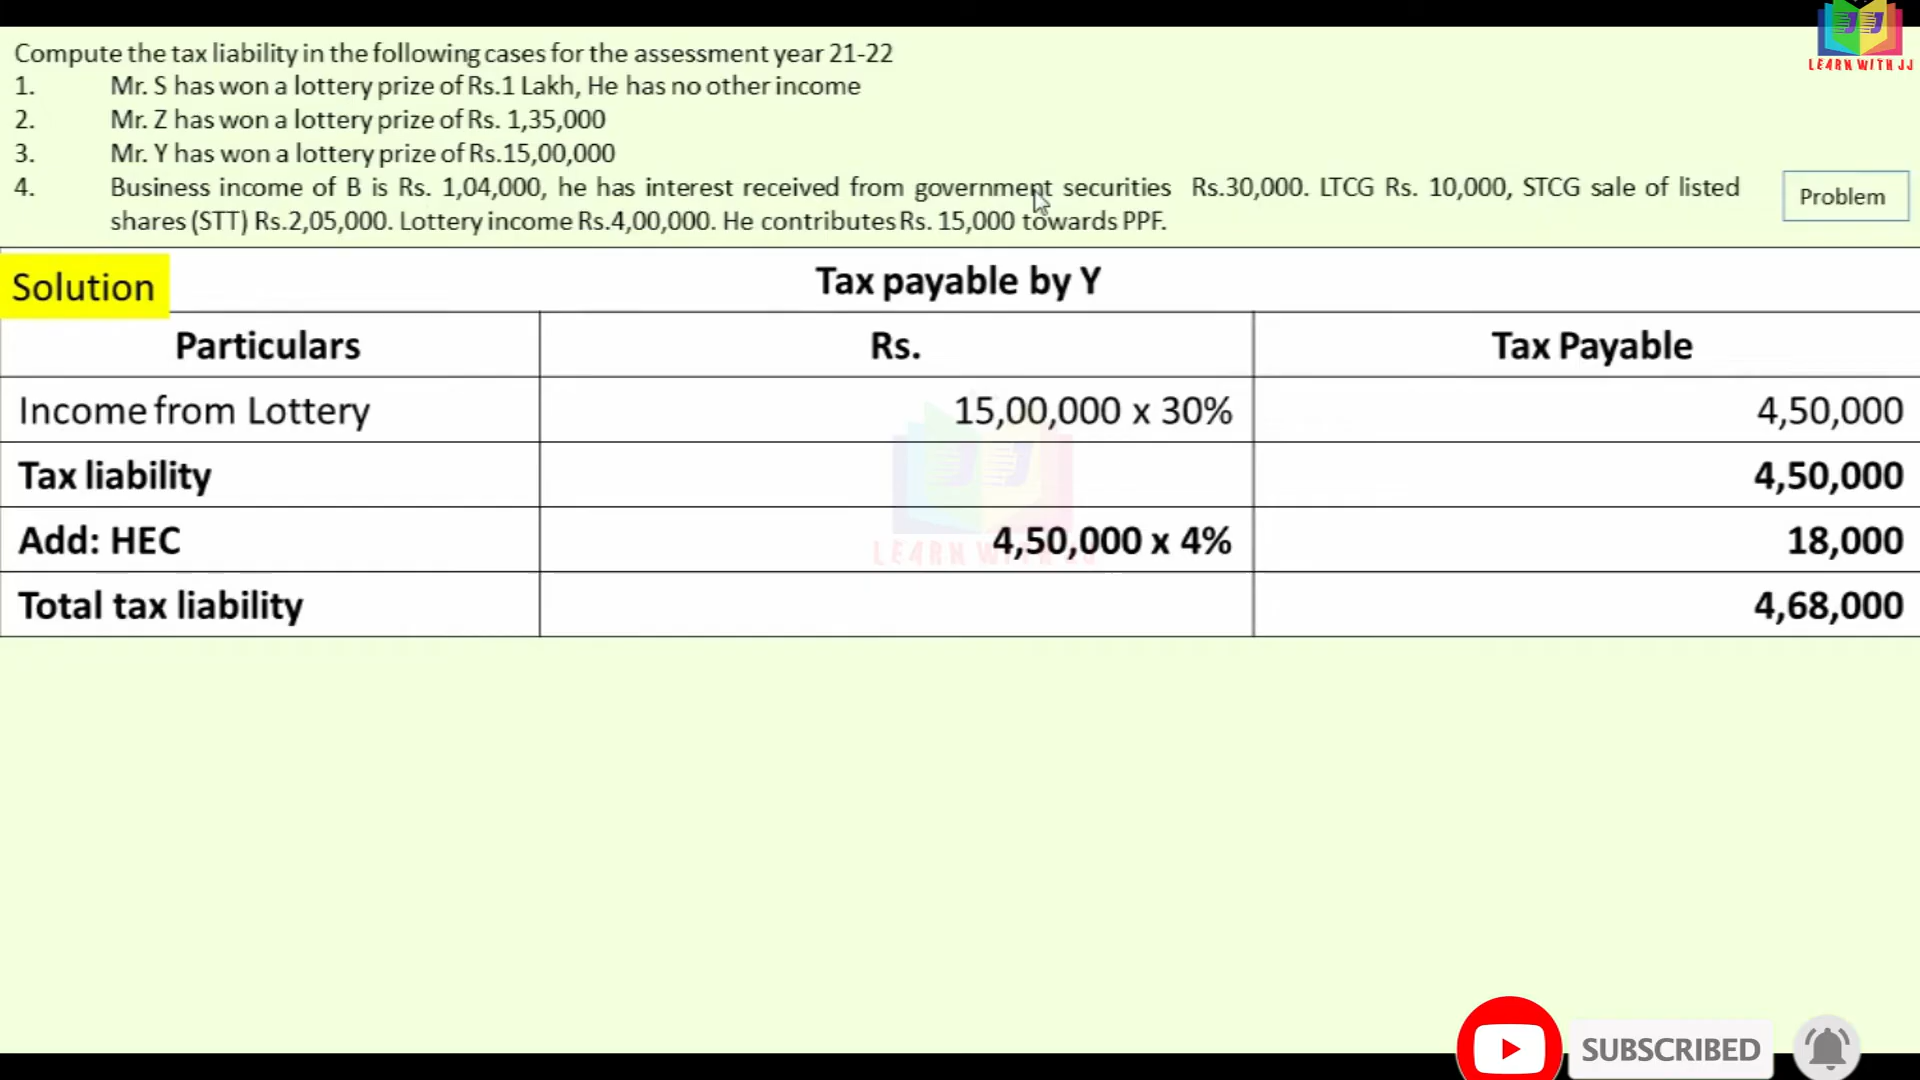 LE4RN WITH JJ
Compute the tax liability in the following cases for the assessment year 21-22
1. Mr. S has won a lottery prize of Rs.1 Lakh, He has no other income
2. Mr. Z has won a lottery prize of Rs. 1,35,000
3. Mr. Y has won a lottery prize of Rs.15,00,000
4. Business income of B is Rs. 1,04,000, he has interest received from government securities Rs.30,000. LTCG Rs. 10,000, STCG sale of listed
shares (STT) Rs.2,05,000. Lottery income Rs.4,00,000. He contributes Rs. 15,000 towards PPF.
Problem
Solution
Tax payable by Y
Particulars Rs. Tax Payable
Income from Lottery 15,00,000 x 30% 4,50,000
Tax liability 4,50,000
Add: HEC 4,50,000 x 4% 18,000
LE4RN WITH JJ
Total tax liability 4,68,000
SUBSCRIBED